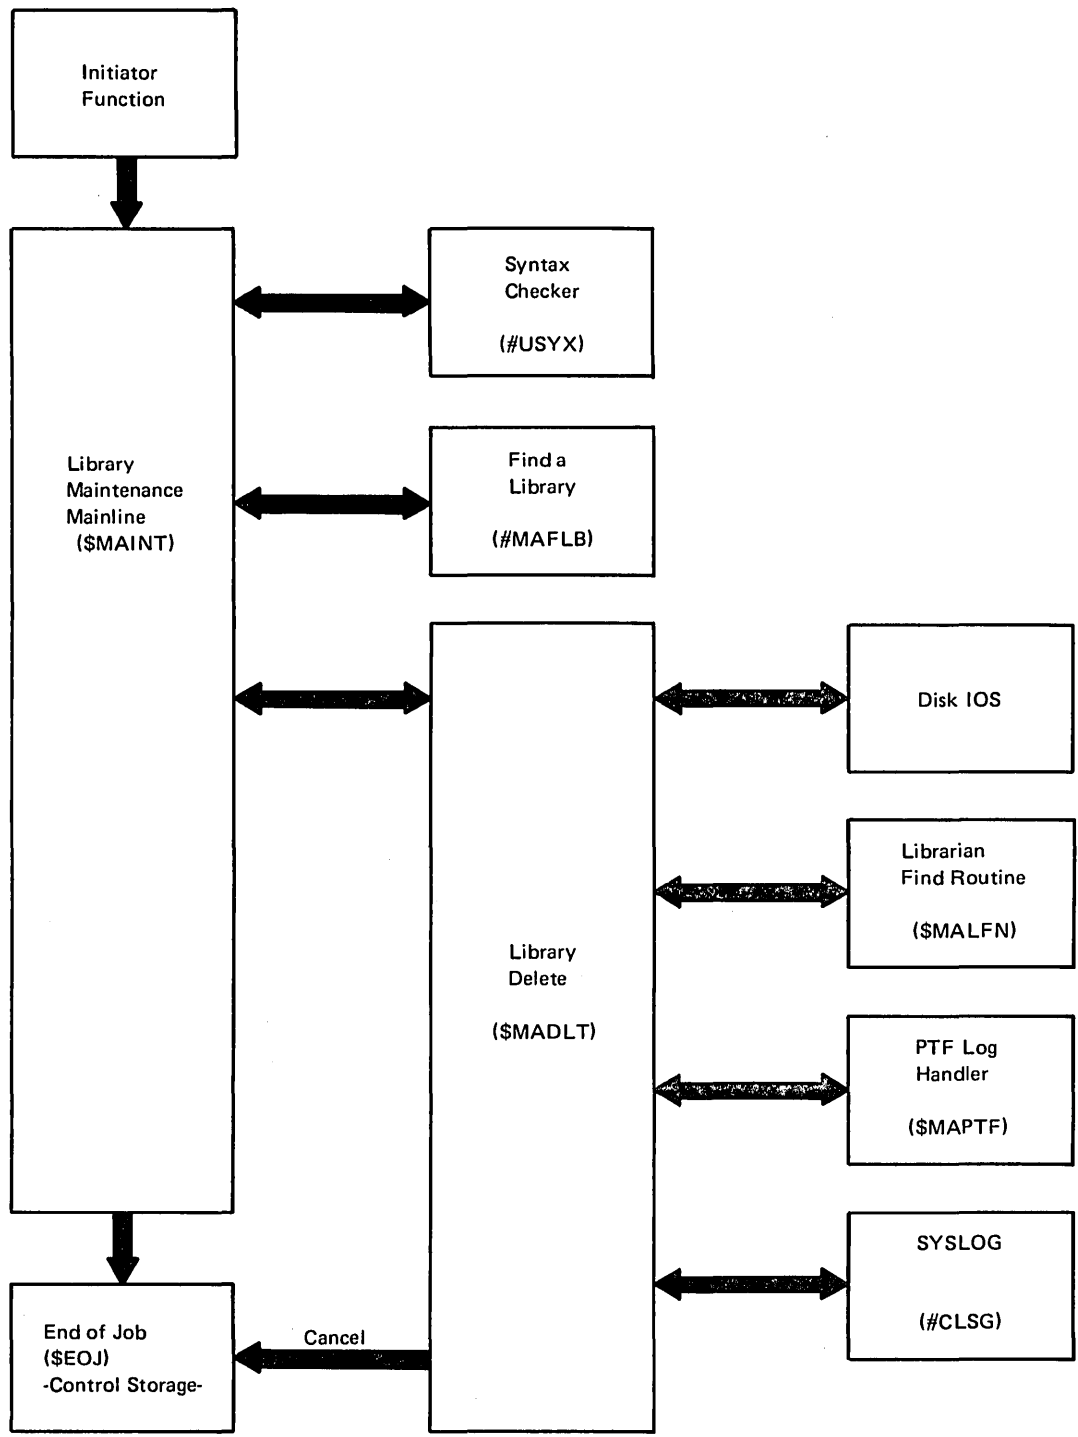 Initiator
Function
Syntax
Checker
(#USYX)
Library
Maintenance
Mainline
($MAINT)
Find a
Library
(#MAFLB)
Disk IOS
Librarian
Find Routine
($MALFN)
Library
Delete
($MADLT)
PTF Log
Handler
($MAPTF)
SYSLOG
(#CLSG)
End of Job
($EOJ)
-Control Storage-
Cancel